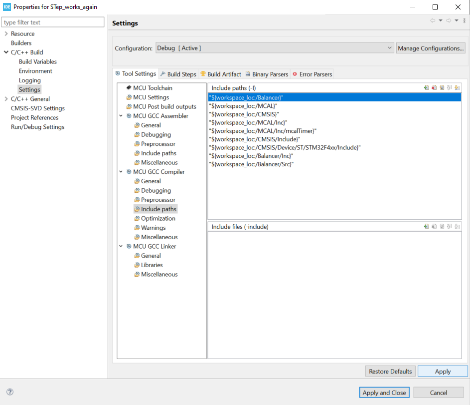 IDE Properties for STep_works_again
type filter text
Settings
Resource
Builders
C/C++ Build
Build Variables
Environment
Logging
Settings
C/C++ General
CMSIS-SVD Settings
Project References
Run/Debug Settings
Configuration: Debug [ Active ]
Manage Configurations...
Tool Settings Build Steps Build Artifact Binary Parsers Error Parsers
MCU Toolchain
MCU Settings
MCU Post build outputs
MCU GCC Assembler
General
Debugging
Preprocessor
Include paths
Miscellaneous
MCU GCC Compiler
General
Debugging
Preprocessor
Include paths
Optimization
Warnings
Miscellaneous
MCU GCC Linker
General
Libraries
Miscellaneous
Include paths (-I)
"${workspace_loc:/Balancer}"
"${workspace_loc:/MCAL}"
"${workspace_loc:/CMSIS}"
"${workspace_loc:/MCAL/Inc}"
"${workspace_loc:/MCAL/Inc/mcalTimer}"
"${workspace_loc:/CMSIS/Include}"
"${workspace_loc:/CMSIS/Device/ST/STM32F4xx/Include}"
"${workspace_loc:/Balancer/Inc}"
"${workspace_loc:/Balancer/Src}"
Include files (-include)
Restore Defaults Apply
Apply and Close Cancel